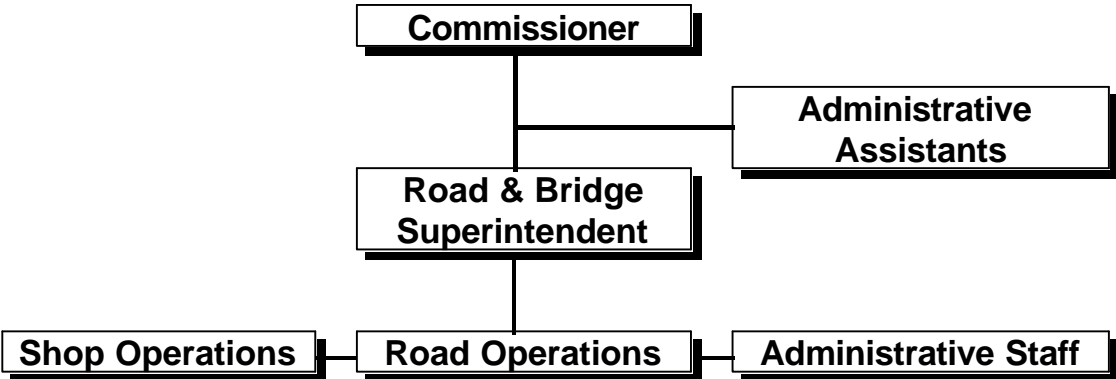 Commissioner
Administrative
Assistants
Road & Bridge
Superintendent
Shop Operations
Road Operations
Administrative Staff